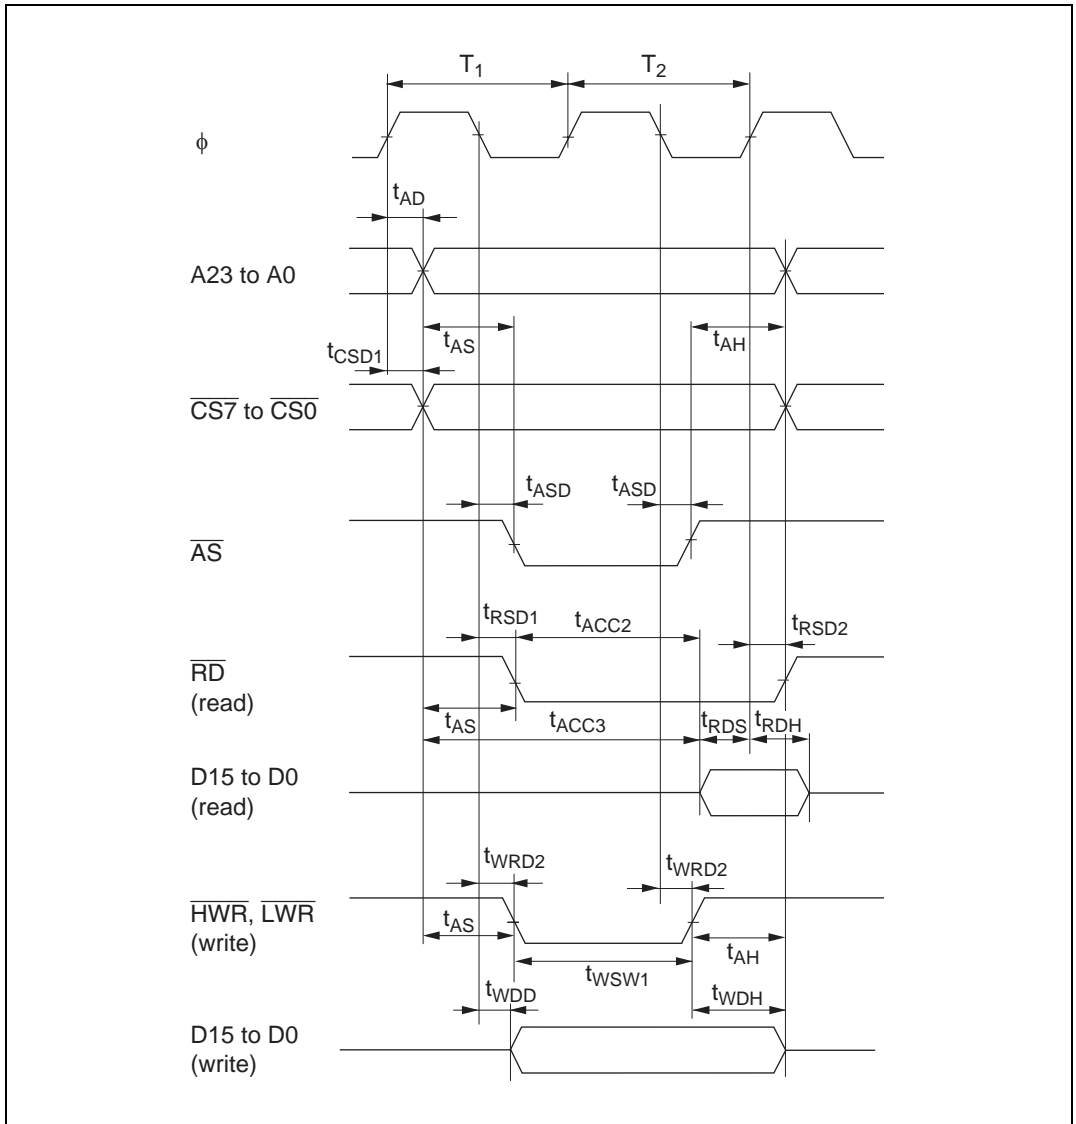 T1 T2
ϕ
tAD
A23 to A0
tAS tAH
tCSD1
CS7 to CS0
tASD tASD
AS
tRSD1 tACC2 tRSD2
RD
(read)
tAS tACC3 tRDS tRDH
D15 to D0
(read)
tWRD2 tWRD2
HWR, LWR
(write)
tAS tAH
tWSW1
tWDD tWDH
D15 to D0
(write)